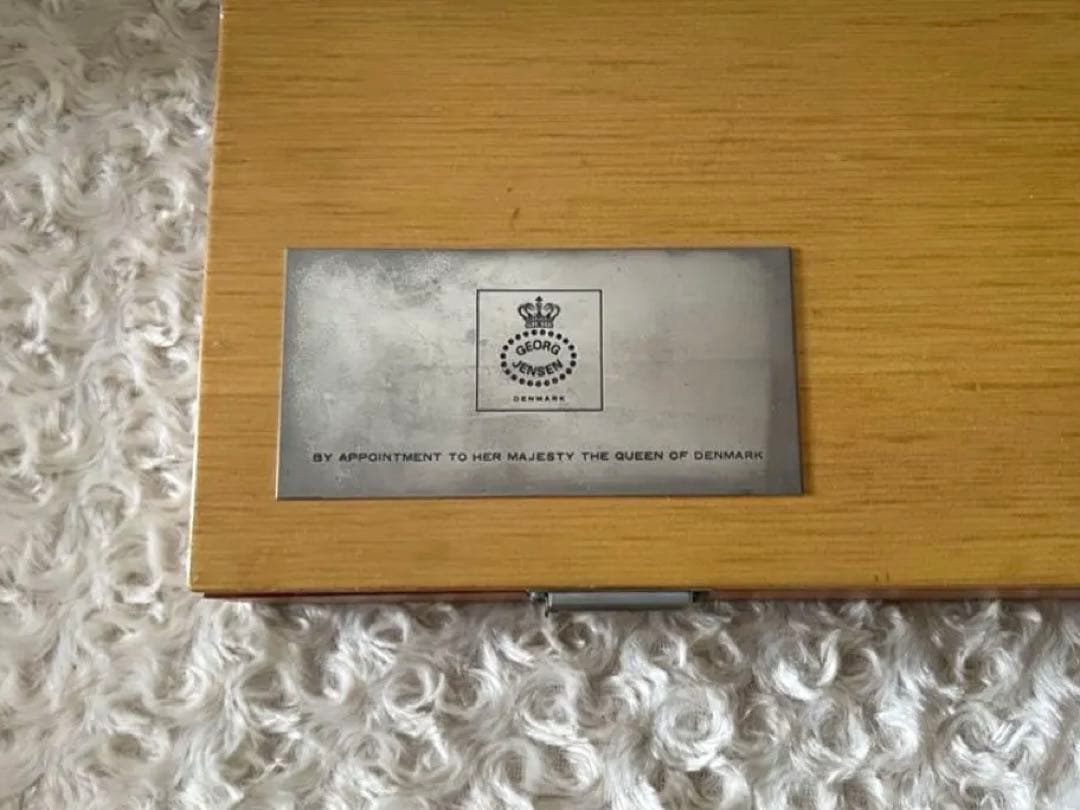 GEORG
JENSEN
DENMARK
BY APPOINTMENT TO HER MAJESTY THE QUEEN OF DENMARK